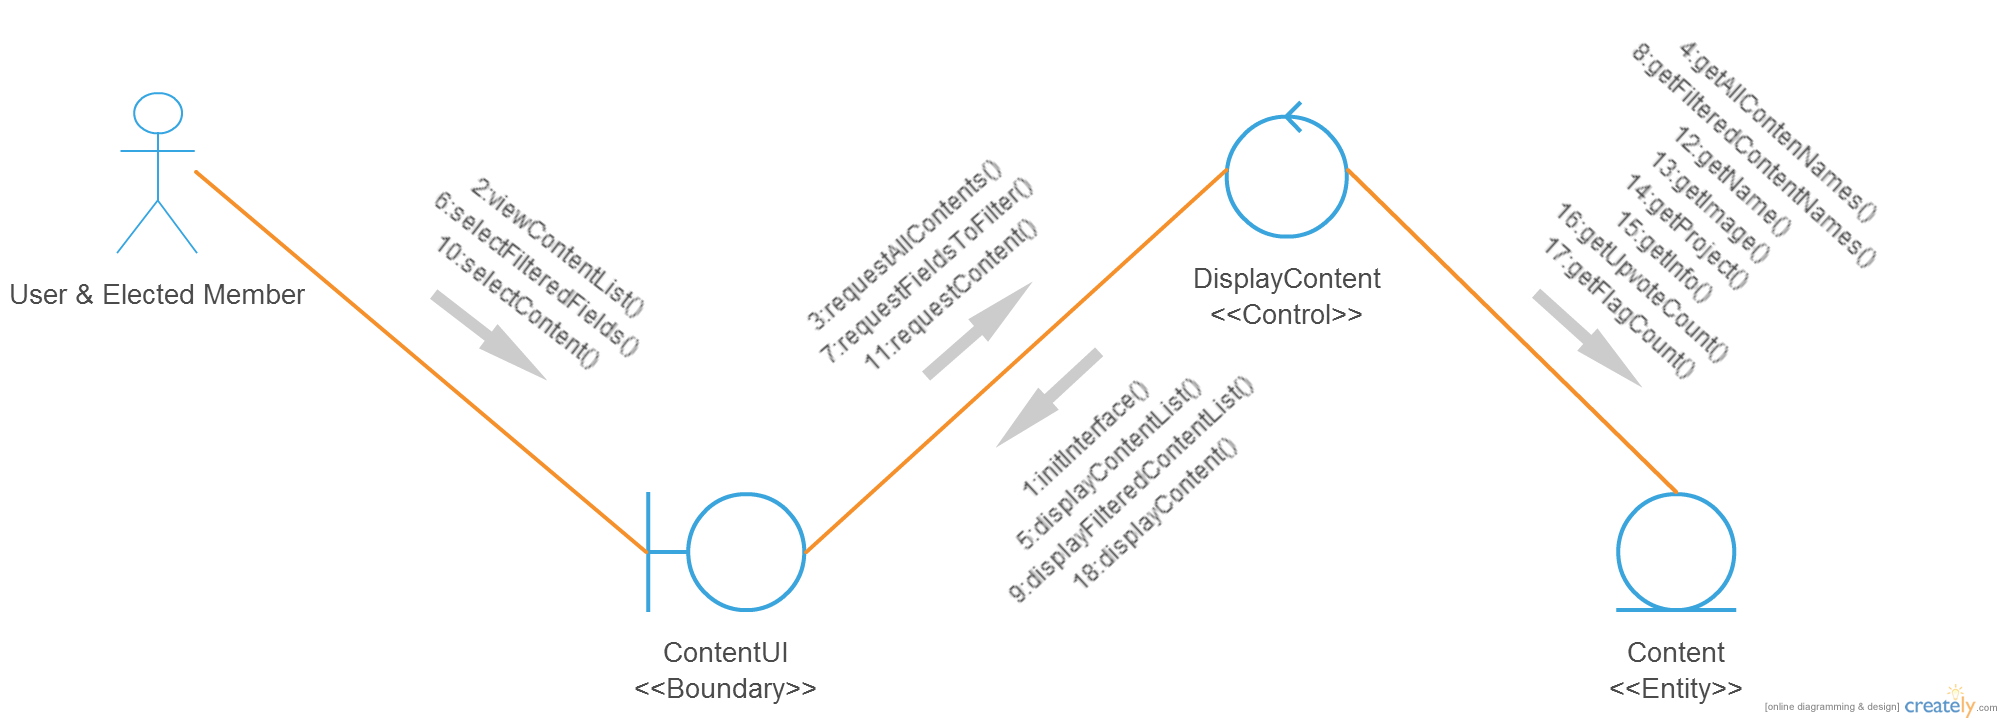 User & Elected Member
2:viewContentList()
6:selectFilteredFields()
10:selectContent()
ContentUI
<<Boundary>>
3:requestAllContents()
7:requestFieldsToFilter()
11:requestContent()
1:initInterface()
5:displayContentList()
9:displayFilteredContentList()
18:displayContent()
DisplayContent
<<Control>>
4:getAllContenNames()
8:getFilteredContentNames()
12:getName()
13:getImage()
14:getProject()
15:getInfo()
16:getUpvoteCount()
17:getFlagCount()
Content
<<Entity>>
[online diagramming & design] creately.com